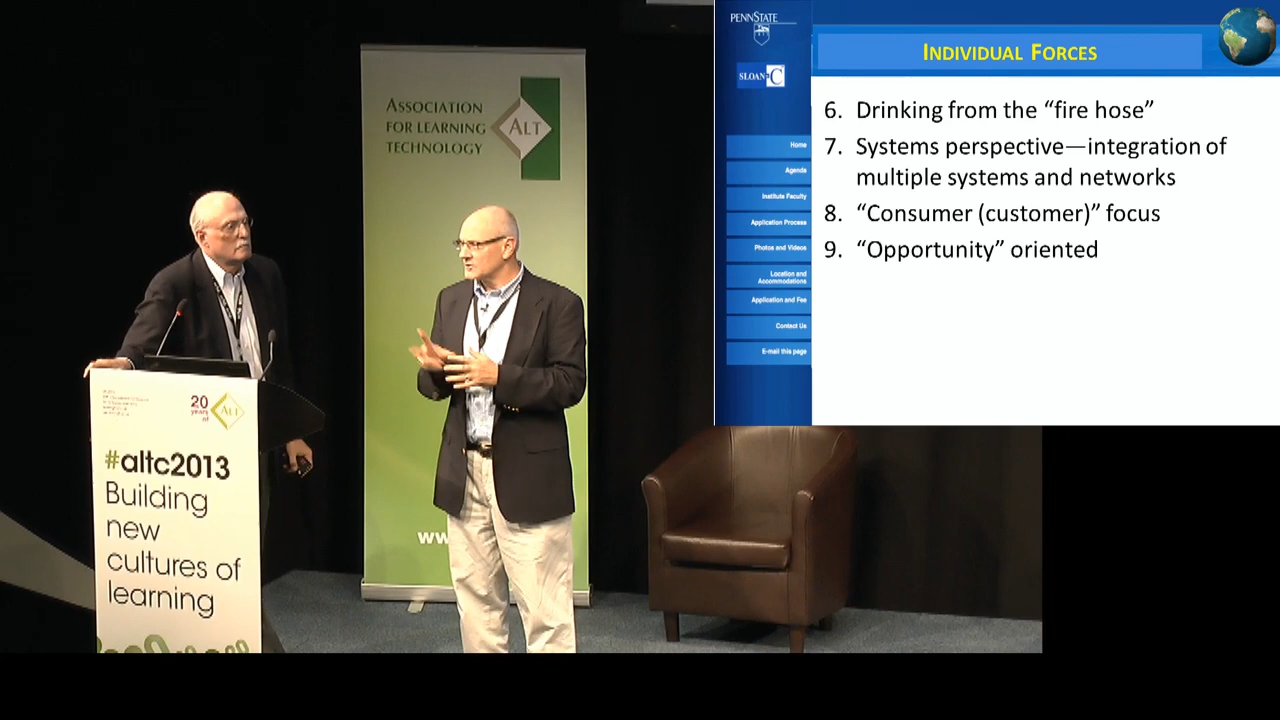 ASSOCIATION
FOR LEARNING
TECHNOLOGY
ALT
ww
20
years
of
ALT
#altc2013
Building
new
cultures of
learning
PENNSTATE
SLOAN-C
Home
Agenda
Institute Faculty
Application Process
Photos and Videos
Location and
Accommodations
Application and Fee
Contact Us
E-mail this page
INDIVIDUAL FORCES
6. Drinking from the “fire hose”
7. Systems perspective—integration of
multiple systems and networks
8. “Consumer (customer)” focus
9. “Opportunity” oriented